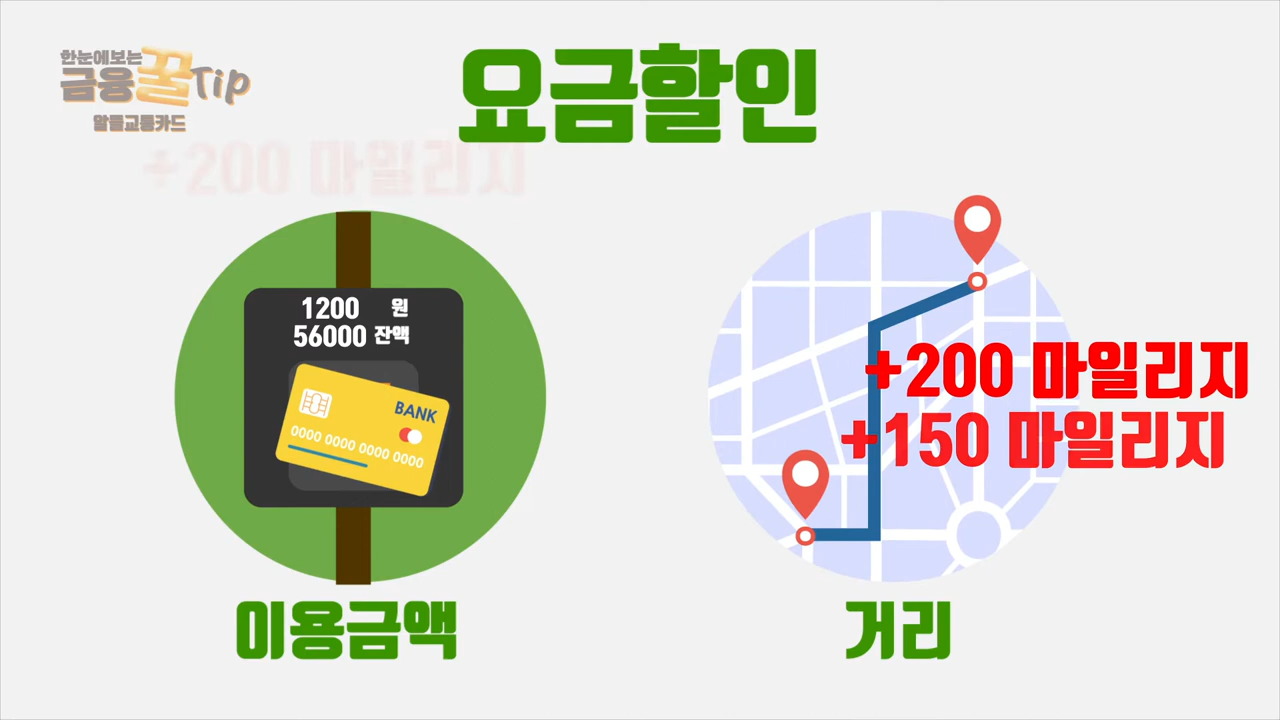 한눈에보는
금융꿀Tip
알뜰교통카드
요금할인
+200 마일리지
1200 원
56000 잔액
BANK
0000 0000 0000 0000
+200 마일리지
+150 마일리지
이용금액
거리